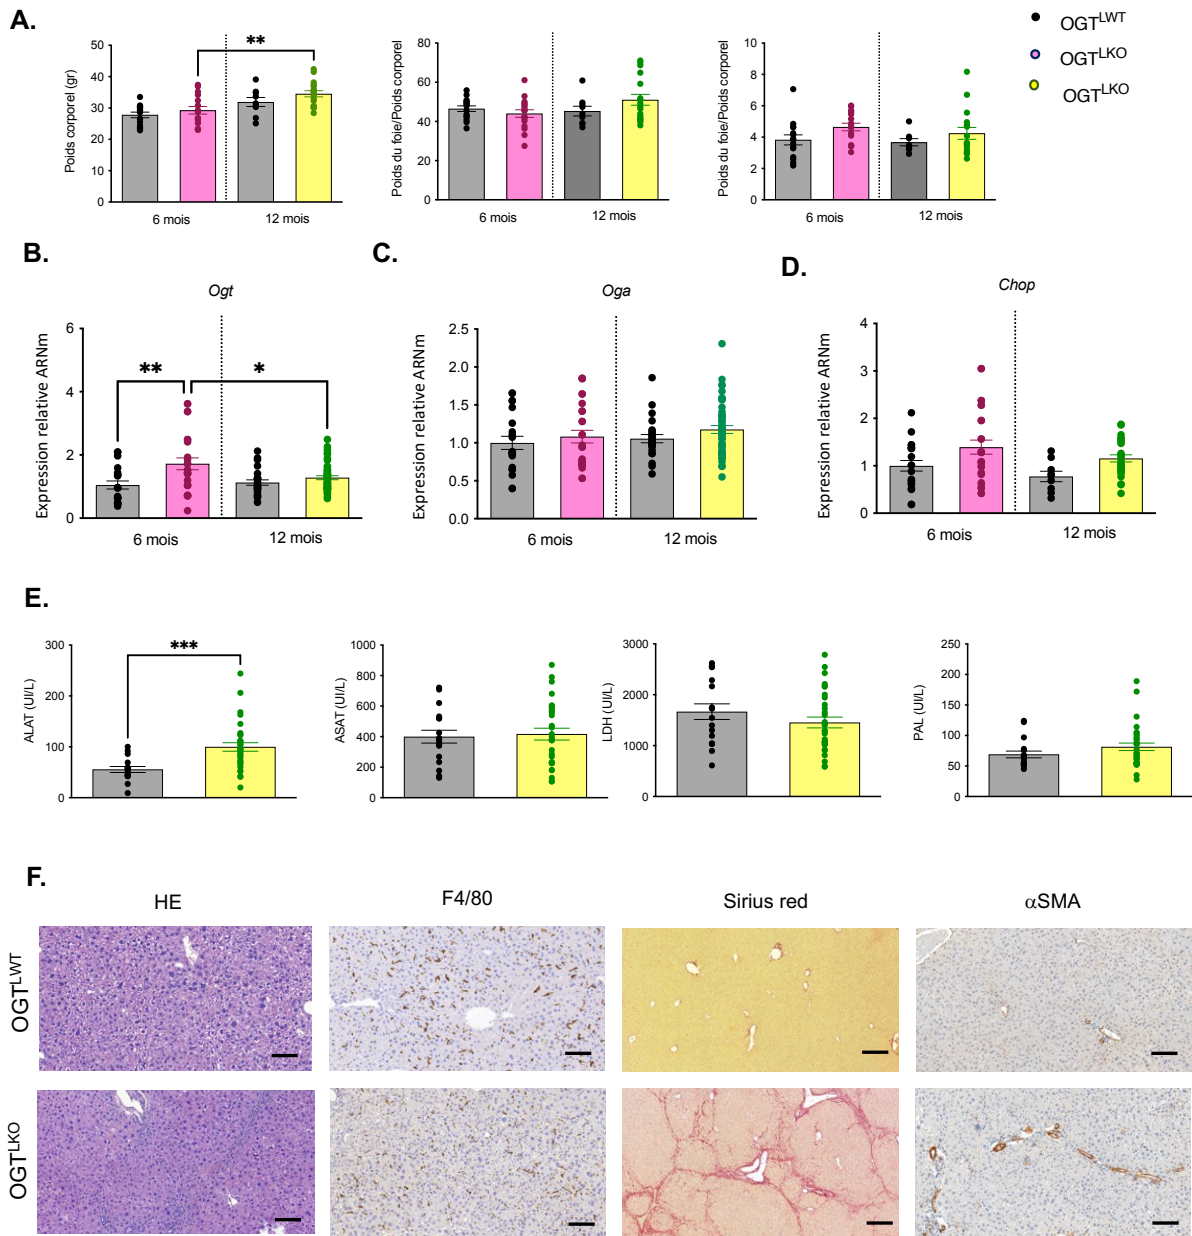 A.
OGT^LWT
OGT^LKO
OGT^LKO
Poids corporel (gr)
50
40
30
20
10
0
**
6 mois
12 mois
Poids du foie/Poids corporel
80
60
40
20
0
6 mois
12 mois
Poids du foie/Poids corporel
10
8
6
4
2
0
6 mois
12 mois
B.
Ogt
Expression relative ARNm
6
4
2
0
**
*
6 mois
12 mois
C.
Oga
Expression relative ARNm
2.5
2.0
1.5
1.0
0.5
0.0
6 mois
12 mois
D.
Chop
Expression relative ARNm
4
3
2
1
0
6 mois
12 mois
E.
ALAT (UI/L)
300
200
100
0
***
ASAT (UI/L)
1000
800
600
400
200
0
LDH (UI/L)
3000
2000
1000
0
PAL (UI/L)
250
200
150
100
50
0
F.
HE
F4/80
Sirius red
αSMA
OGT^LWT
OGT^LKO